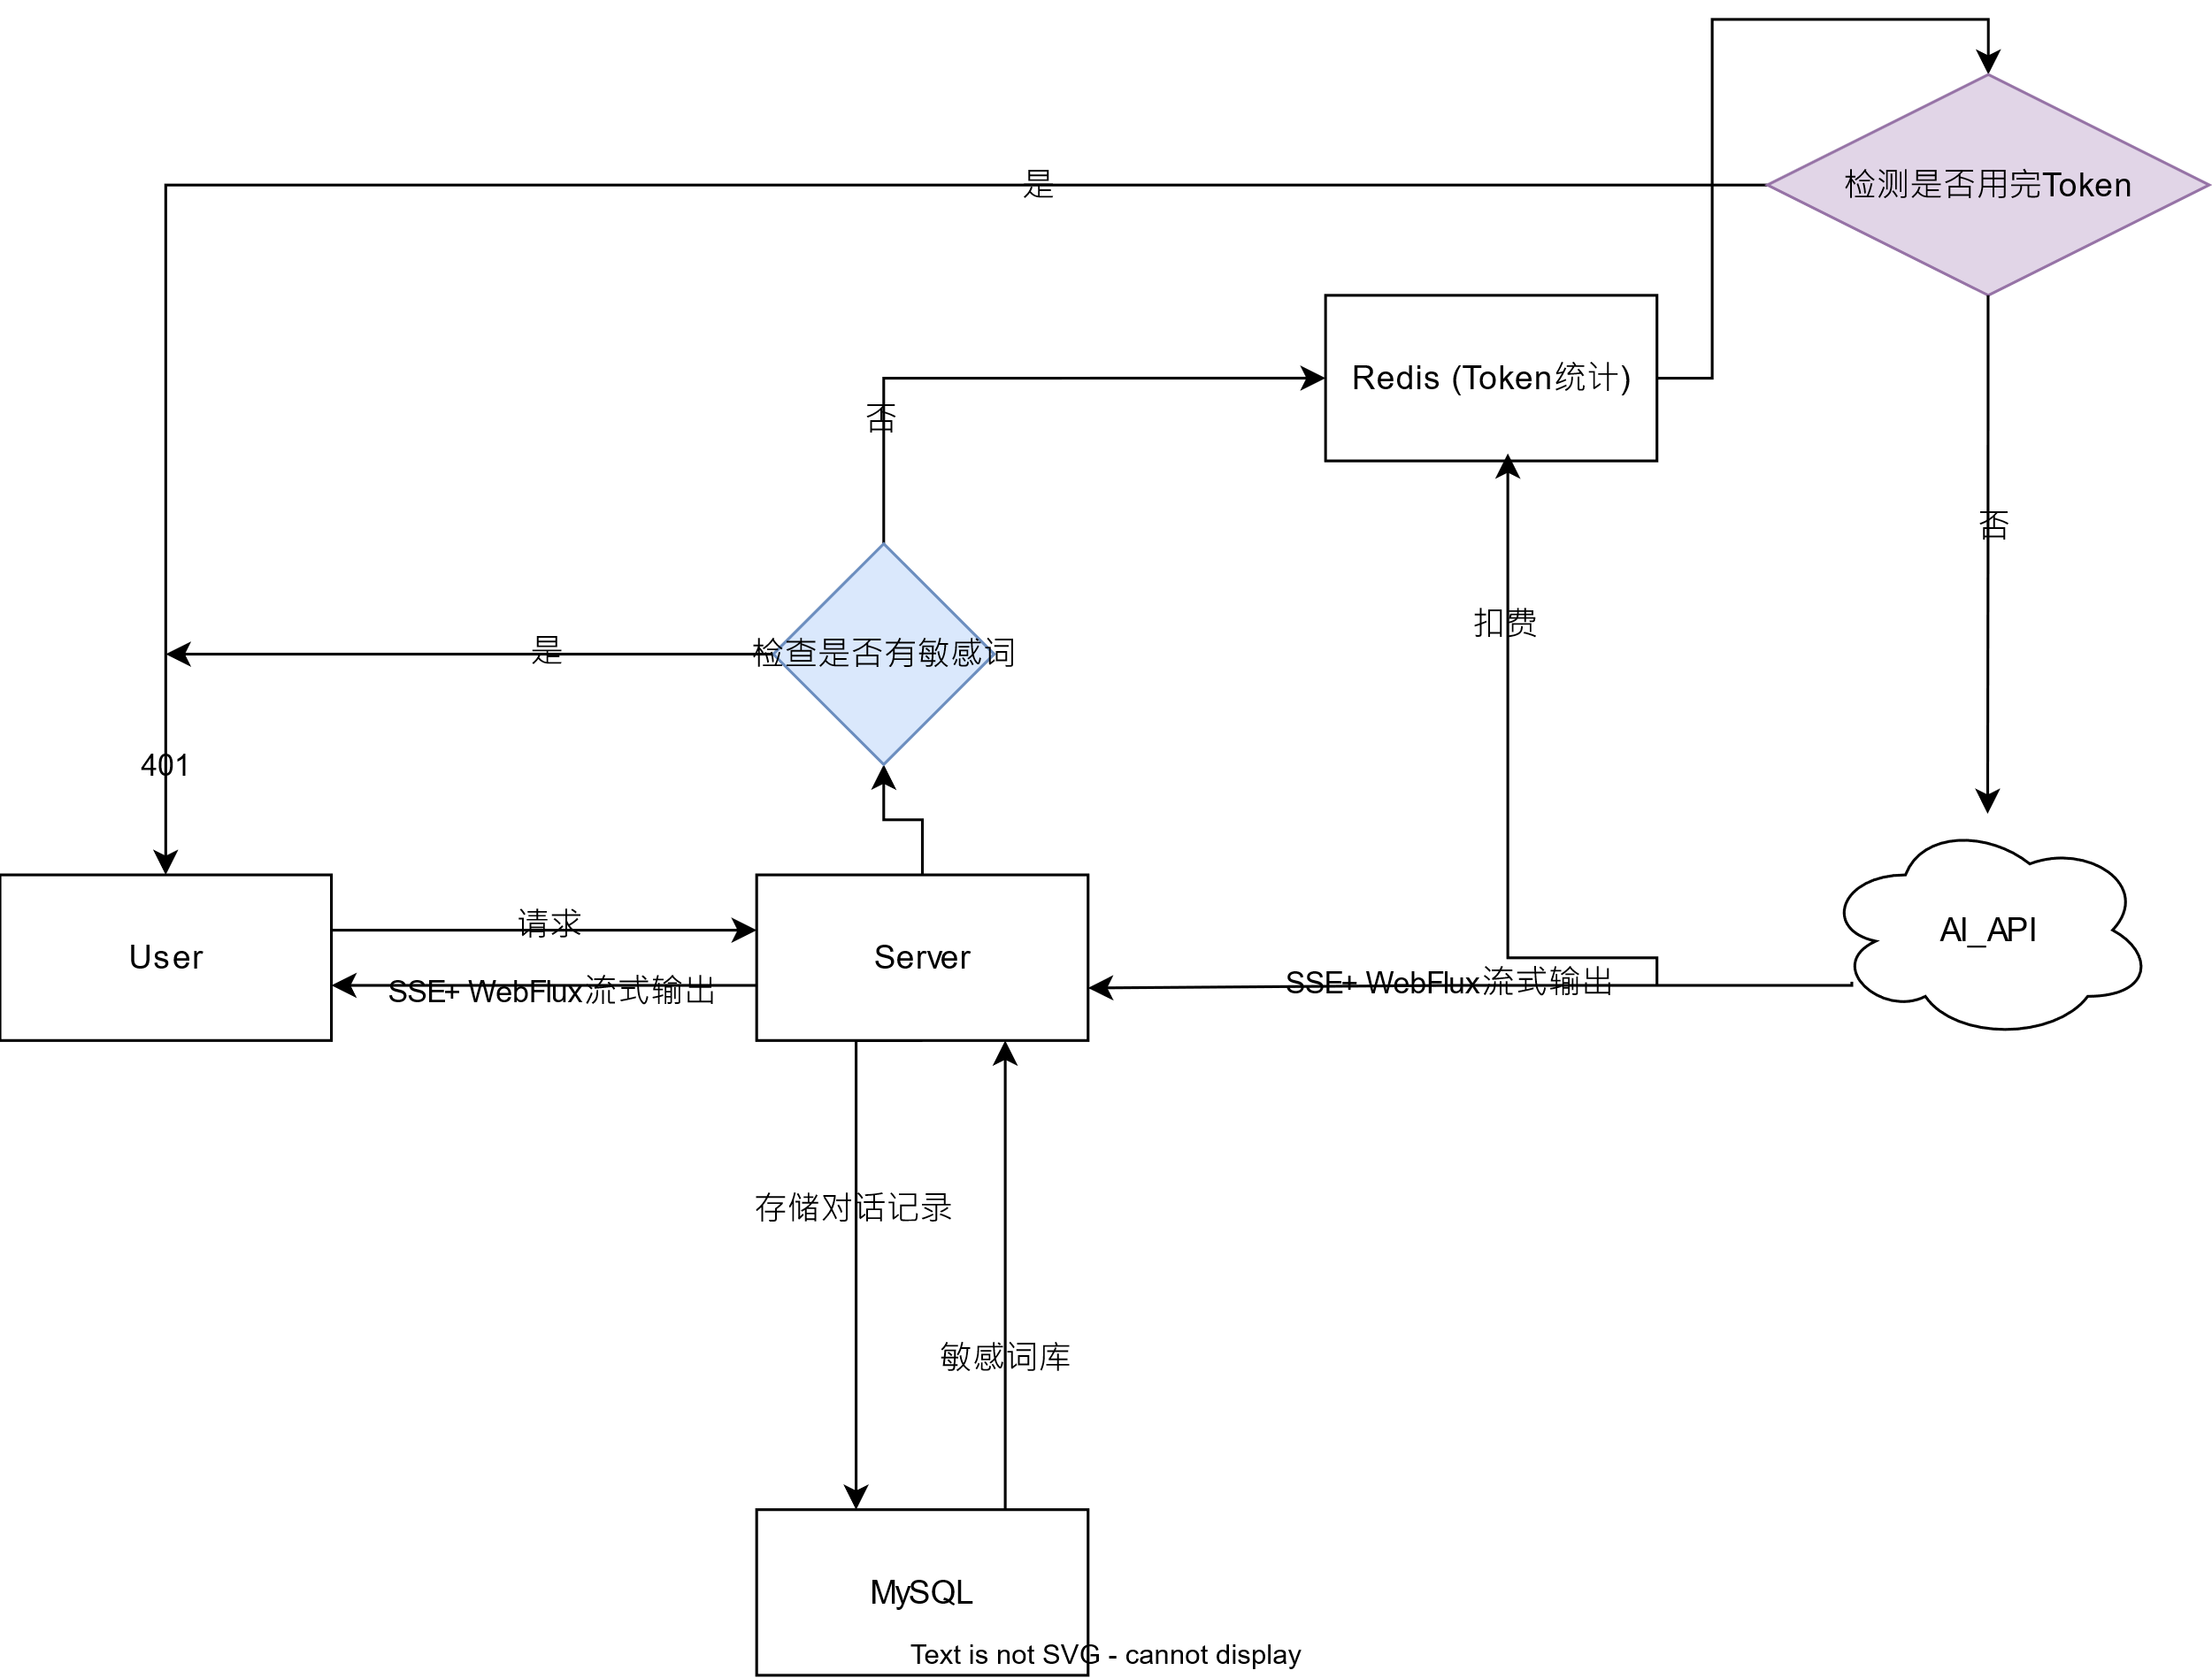 是
检测是否用完Token
Redis (Token统计)
否
否
扣费
是
检查是否有敏感词
401
请求
User
Server
AI_API
SSE+ WebFlux流式输出
SSE+ WebFlux流式输出
存储对话记录
敏感词库
MySQL
Text is not SVG - cannot display